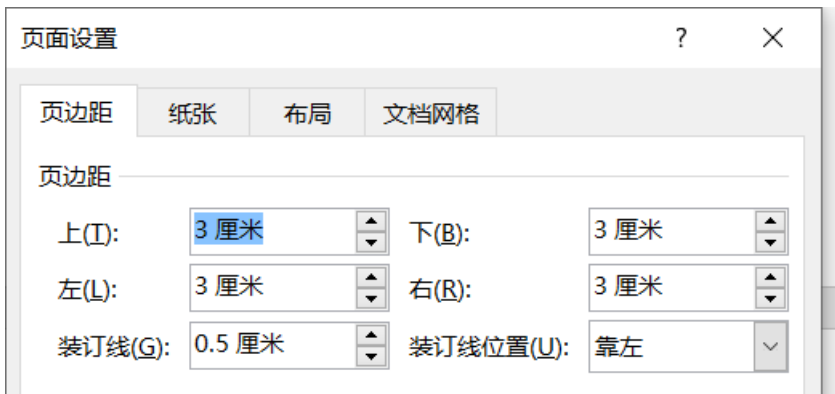 页面设置 ?
页边距 纸张 布局 文档网格
页边距
上(T): 3 厘米 下(B): 3 厘米
左(L): 3 厘米 右(R): 3 厘米
装订线(G): 0.5 厘米 装订线位置(U): 靠左